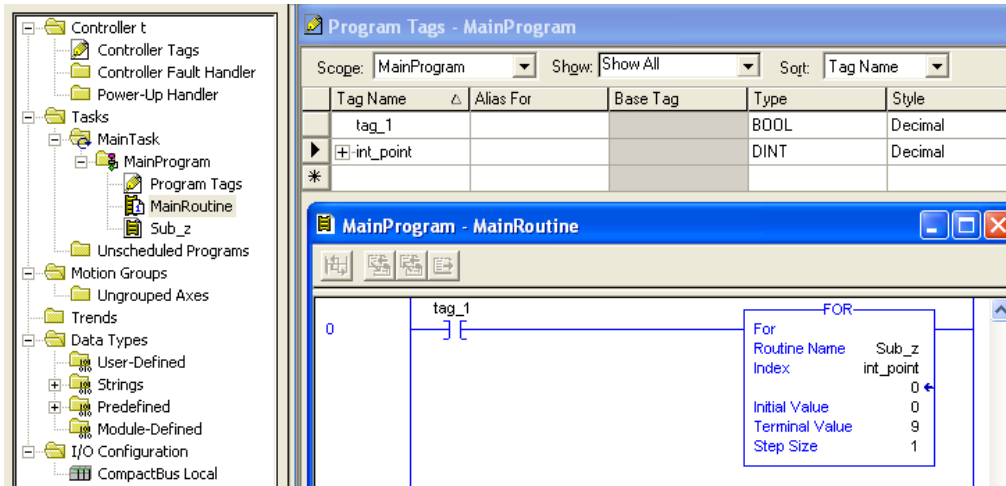 Controller t
Controller Tags
Controller Fault Handler
Power-Up Handler
Tasks
MainTask
MainProgram
Program Tags
MainRoutine
Sub_z
Unscheduled Programs
Motion Groups
Ungrouped Axes
Trends
Data Types
User-Defined
Strings
Predefined
Module-Defined
I/O Configuration
CompactBus Local
Program Tags - MainProgram
Scope: MainProgram Show: Show All Sort: Tag Name
Tag Name Alias For Base Tag Type Style
tag_1 BOOL Decimal
int_point DINT Decimal
MainProgram - MainRoutine
0
tag_1
FOR
For
Routine Name Sub_z
Index int_point
0
Initial Value 0
Terminal Value 9
Step Size 1